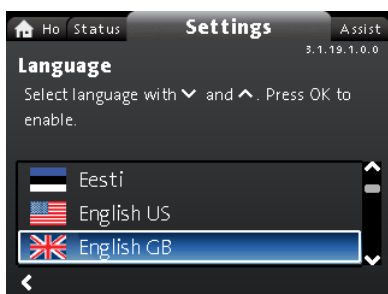 Ho Status Settings Assist
3.1.19.1.0.0
Language
Select language with and . Press OK to
enable.
Eesti
English US
English GB